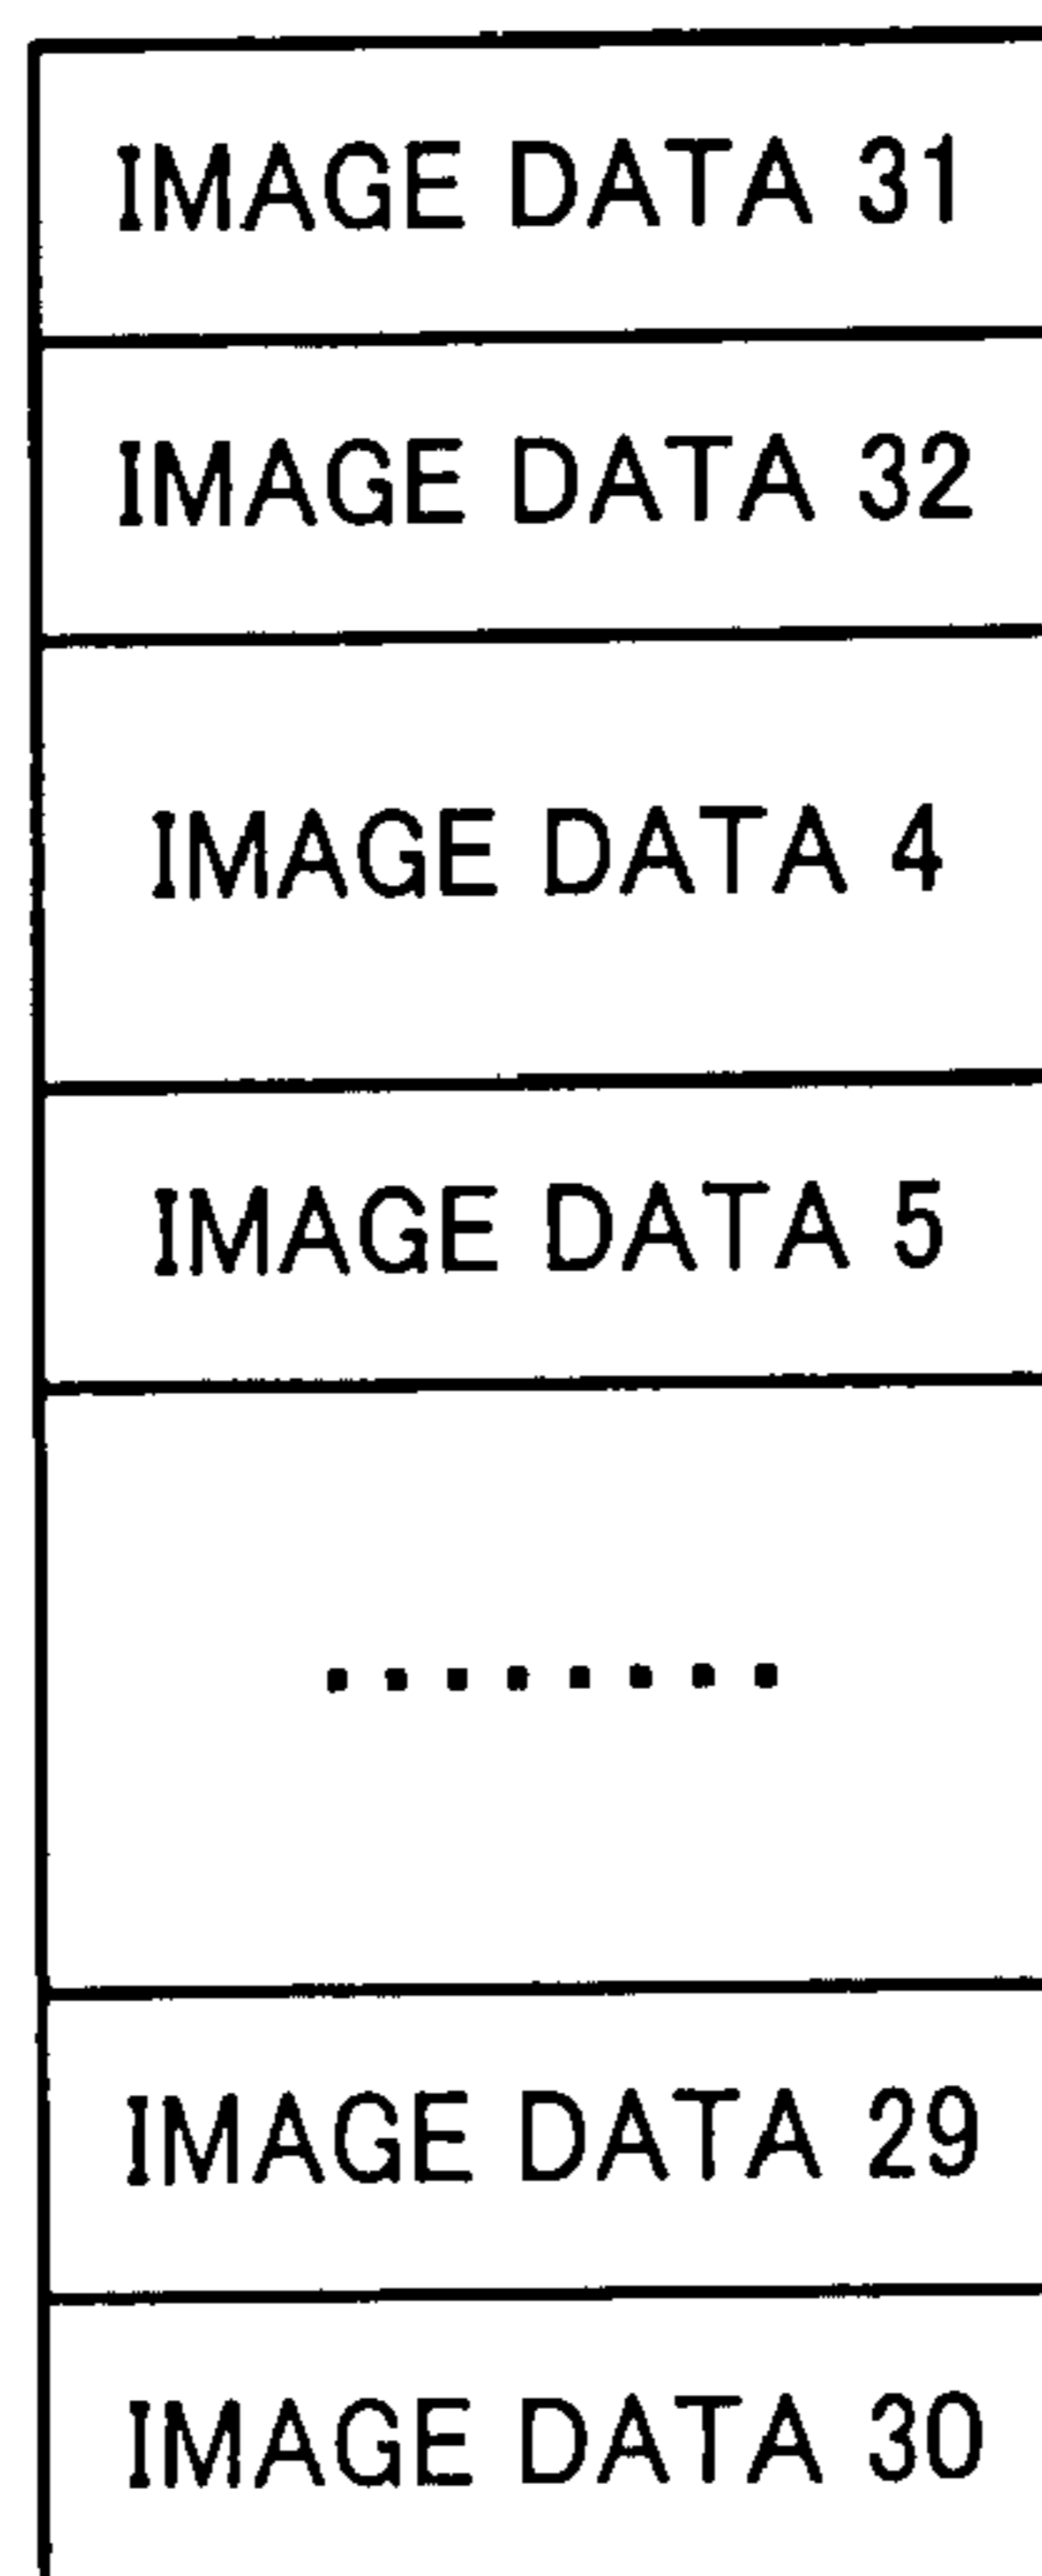 IMAGE DATA 31
IMAGE DATA 32
IMAGE DATA 4
IMAGE DATA 5
........
IMAGE DATA 29
IMAGE DATA 30